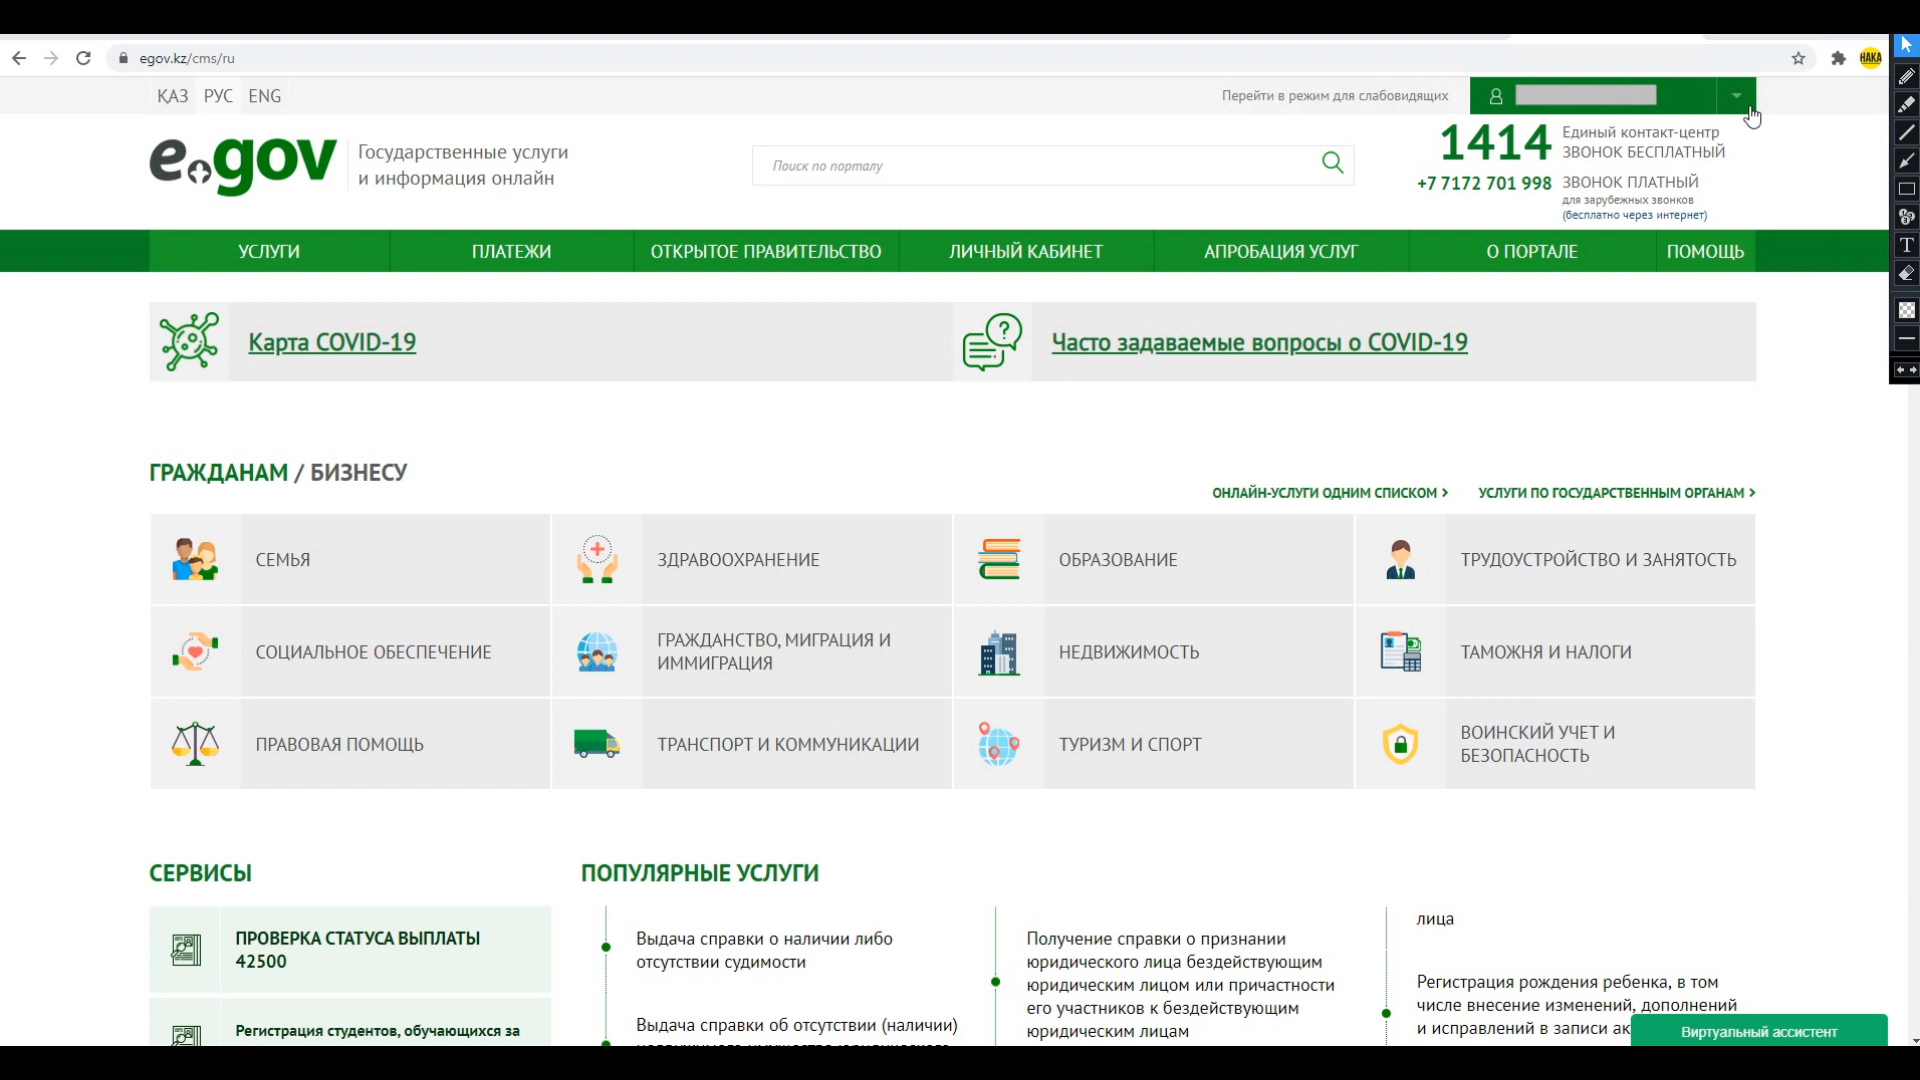 egov.kz/cms/ru
НАКА
ҚАЗ РУС ENG
Перейти в режим для слабовидящих
e.gov
Государственные услуги
и информация онлайн
Поиск по порталу
1414
Единый контакт-центр
ЗВОНОК БЕСПЛАТНЫЙ
+7 7172 701 998
ЗВОНОК ПЛАТНЫЙ
для зарубежных звонков
(бесплатно через интернет)
УСЛУГИ ПЛАТЕЖИ ОТКРЫТОЕ ПРАВИТЕЛЬСТВО ЛИЧНЫЙ КАБИНЕТ АПРОБАЦИЯ УСЛУГ О ПОРТАЛЕ ПОМОЩЬ
Карта COVID-19
Часто задаваемые вопросы о COVID-19
ГРАЖДАНАМ / БИЗНЕСУ
ОНЛАЙН-УСЛУГИ ОДНИМ СПИСКОМ
УСЛУГИ ПО ГОСУДАРСТВЕННЫМ ОРГАНАМ
СЕМЬЯ
ЗДРАВООХРАНЕНИЕ
ОБРАЗОВАНИЕ
ТРУДОУСТРОЙСТВО И ЗАНЯТОСТЬ
СОЦИАЛЬНОЕ ОБЕСПЕЧЕНИЕ
ГРАЖДАНСТВО, МИГРАЦИЯ И
ИММИГРАЦИЯ
НЕДВИЖИМОСТЬ
ТАМОЖНЯ И НАЛОГИ
ПРАВОВАЯ ПОМОЩЬ
ТРАНСПОРТ И КОММУНИКАЦИИ
ТУРИЗМ И СПОРТ
ВОИНСКИЙ УЧЕТ И
БЕЗОПАСНОСТЬ
СЕРВИСЫ
ПРОВЕРКА СТАТУСА ВЫПЛАТЫ
42500
Регистрация студентов, обучающихся за
ПОПУЛЯРНЫЕ УСЛУГИ
Выдача справки о наличии либо
отсутствии судимости
Выдача справки об отсутствии (наличии)
Получение справки о признании
юридического лица бездействующим
юридическим лицом или причастности
его участников к бездействующим
юридическим лицам
лица
Регистрация рождения ребенка, в том
числе внесение изменений, дополнений
и исправлений в записи
Виртуальный ассистент